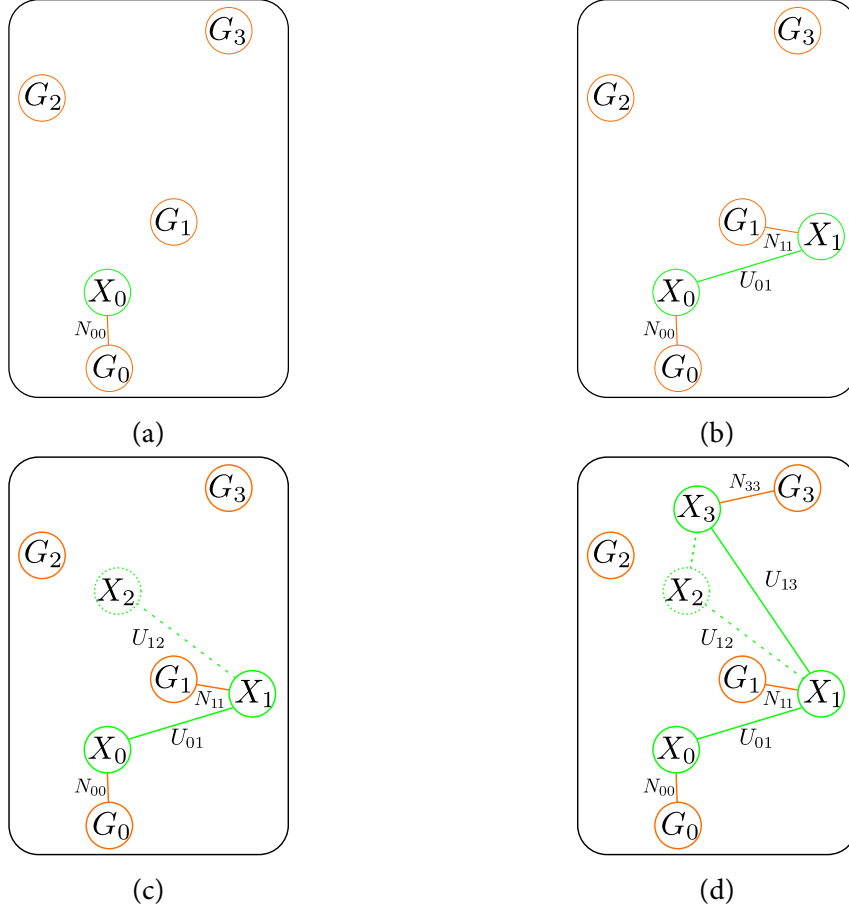 G₃
G₂
G₁
X₀
N₀₀
G₀
(a)
G₃
G₂
G₁
N₁₁
X₁
U₀₁
X₀
N₀₀
G₀
(b)
G₃
G₂
X₂
U₁₂
G₁
N₁₁
X₁
U₀₁
X₀
N₀₀
G₀
(c)
N₃₃
G₃
X₃
G₂
U₁₃
X₂
U₁₂
G₁
N₁₁
X₁
U₀₁
X₀
N₀₀
G₀
(d)